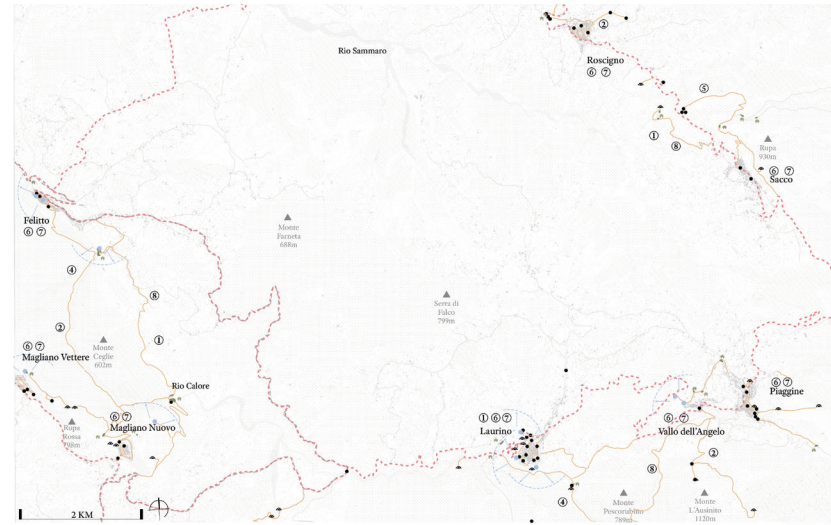 ②
Rio Sammaro
Roscigno
⑥ ⑦
⑤
①
⑧
Rupa
930m
⑥ ⑦
Sacco
Felitto
⑥ ⑦
④
Monte
Farneta
688m
⑧
Serra di
Falco
799m
②
①
⑥ ⑦
Magliano Vettere
Monte
Ceglie
602m
Rio Calore
⑥ ⑦
Piaggine
⑥ ⑦
Magliano Nuovo
① ⑥ ⑦
Laurino
⑥ ⑦
Vallo dell'Angelo
Rupa
Rossa
②
⑧
④
Monte
789m
Monte
L'Ausinito
1120m
2 KM